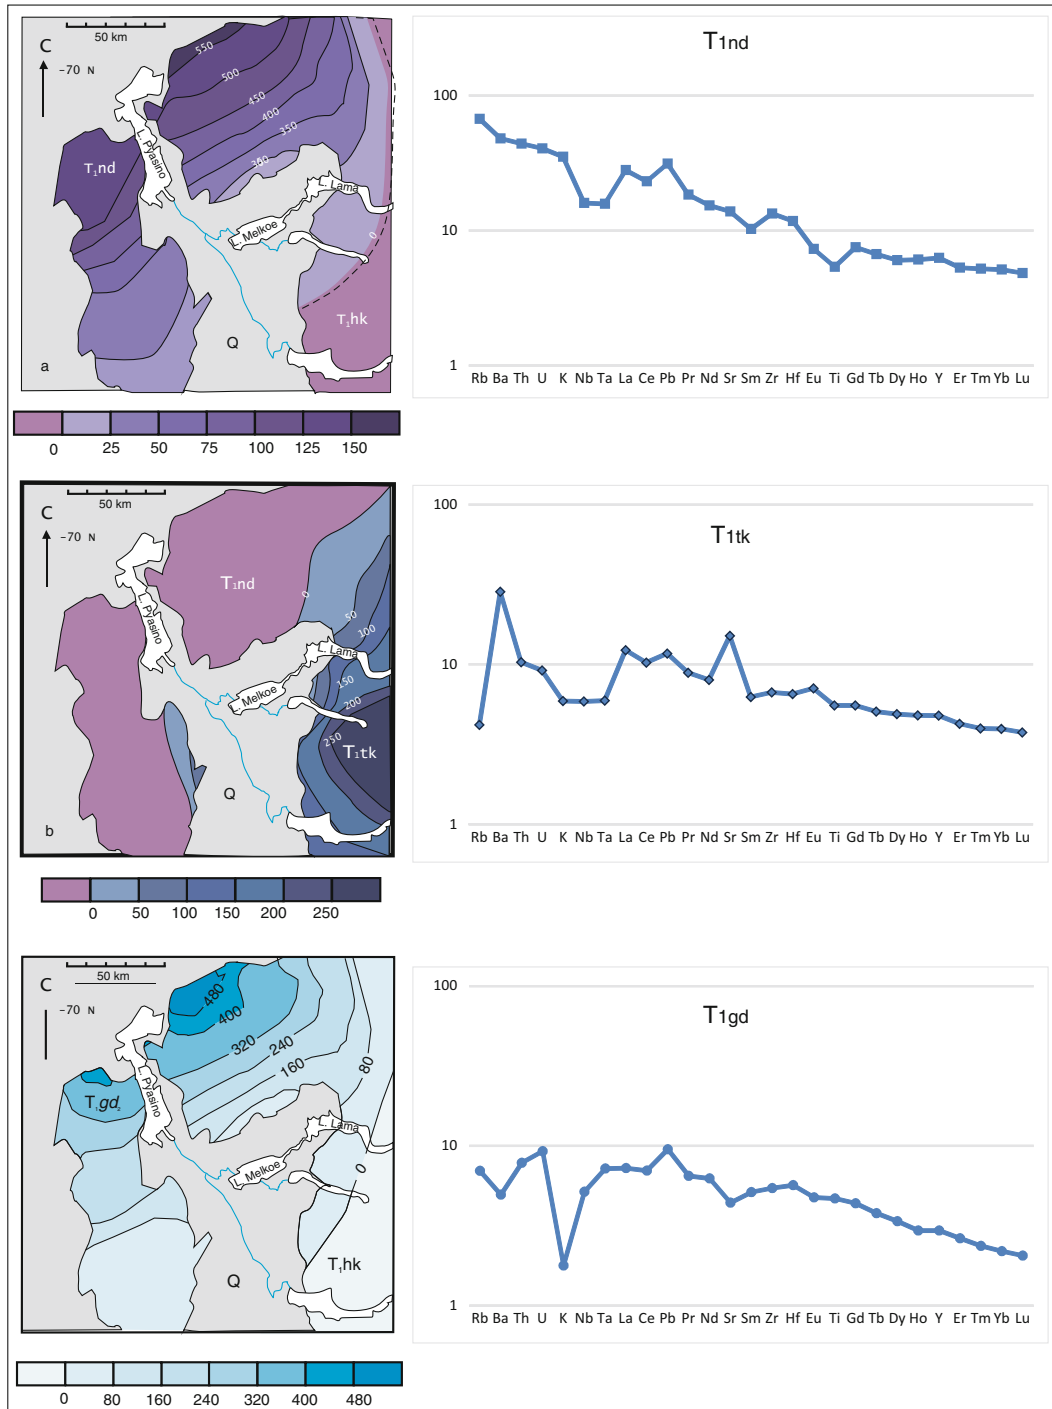 50 km
C
~70 N
550
500
450
400
350
L. Pyasino
T₁nd
L. Lama
L. Melkoe
0
T₁hk
Q
a
0 25 50 75 100 125 150
T1nd
100
10
1
Rb Ba Th U K Nb Ta La Ce Pb Pr Nd Sr Sm Zr Hf Eu Ti Gd Tb Dy Ho Y Er Tm Yb Lu
50 km
C
~70 N
T₁nd
0
50
100
L. Pyasino
L. Lama
150
L. Melkoe
200
250
T₁tk
Q
b
0 50 100 150 200 250
100
T1tk
10
1
Rb Ba Th U K Nb Ta La Ce Pb Pr Nd Sr Sm Zr Hf Eu Ti Gd Tb Dy Ho Y Er Tm Yb Lu
50 km
C
~70 N
480
400
320
240
160
80
L. Pyasino
T₁gd₂
L. Lama
L. Melkoe
0
T₁hk
Q
0 80 160 240 320 400 480
100
T1gd
10
1
Rb Ba Th U K Nb Ta La Ce Pb Pr Nd Sr Sm Zr Hf Eu Ti Gd Tb Dy Ho Y Er Tm Yb Lu